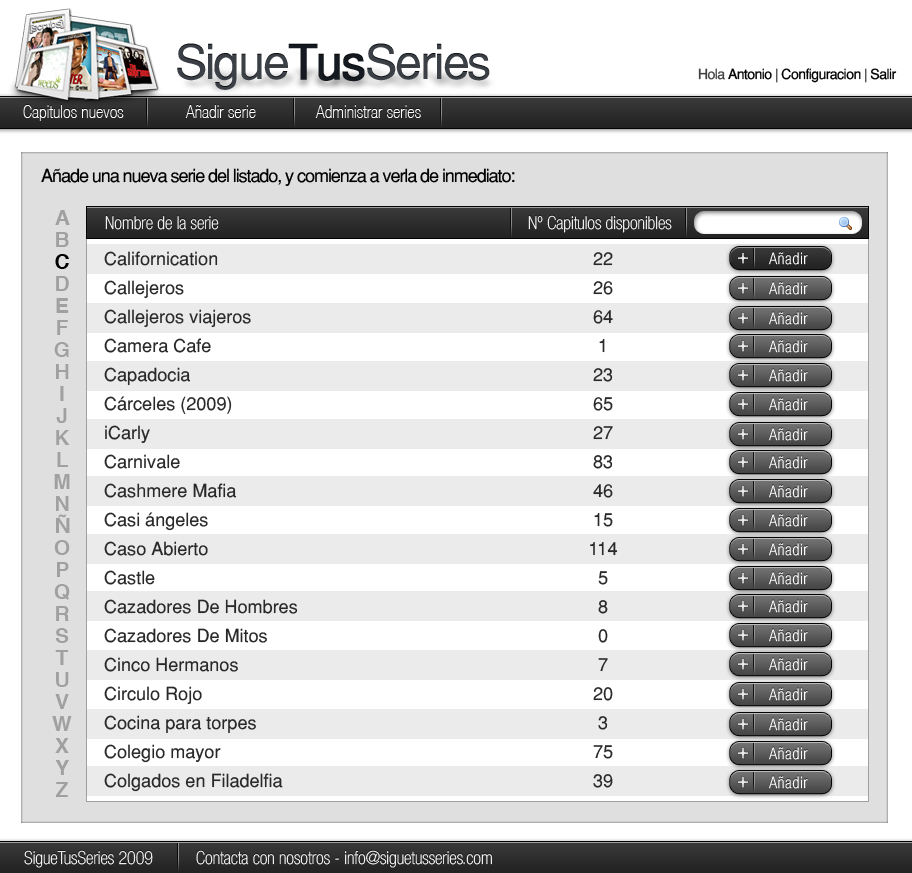 SigueTusSeries
Hola Antonio | Configuracion | Salir
Capitulos nuevos
Añadir serie
Administrar series
Añade una nueva serie del listado, y comienza a verla de inmediato:
A
B
C
D
E
F
G
H
I
J
K
L
M
N
Ñ
O
P
Q
R
S
T
U
V
W
X
Y
Z
Nombre de la serie Nº Capitulos disponibles
Californication 22 + Añadir
Callejeros 26 + Añadir
Callejeros viajeros 64 + Añadir
Camera Cafe 1 + Añadir
Capadocia 23 + Añadir
Cárceles (2009) 65 + Añadir
iCarly 27 + Añadir
Carnivale 83 + Añadir
Cashmere Mafia 46 + Añadir
Casi ángeles 15 + Añadir
Caso Abierto 114 + Añadir
Castle 5 + Añadir
Cazadores De Hombres 8 + Añadir
Cazadores De Mitos 0 + Añadir
Cinco Hermanos 7 + Añadir
Circulo Rojo 20 + Añadir
Cocina para torpes 3 + Añadir
Colegio mayor 75 + Añadir
Colgados en Filadelfia 39 + Añadir
SigueTusSeries 2009
Contacta con nosotros - info@siguetusseries.com